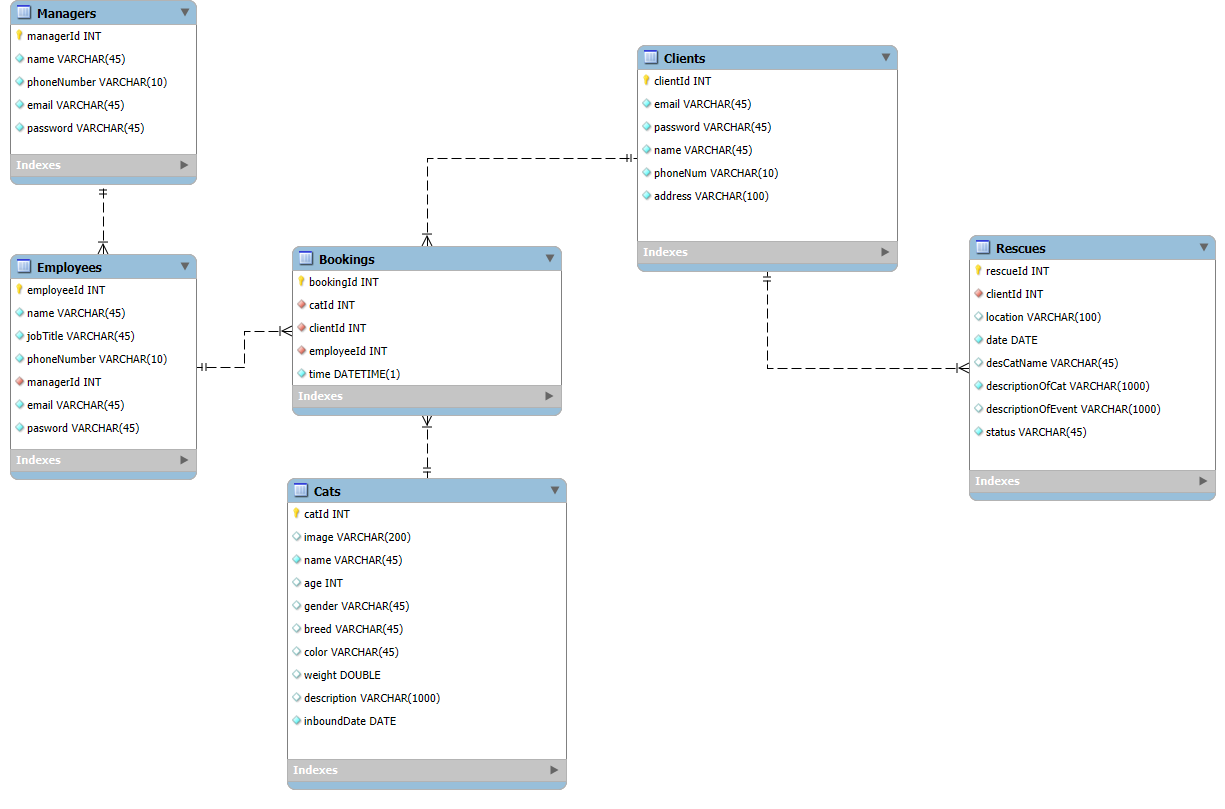 Managers
managerId INT
name VARCHAR(45)
phoneNumber VARCHAR(10)
email VARCHAR(45)
password VARCHAR(45)
Indexes
Employees
employeeId INT
name VARCHAR(45)
jobTitle VARCHAR(45)
phoneNumber VARCHAR(10)
managerId INT
email VARCHAR(45)
pasword VARCHAR(45)
Indexes
Bookings
bookingId INT
catId INT
clientId INT
employeeId INT
time DATETIME(1)
Indexes
Cats
catId INT
image VARCHAR(200)
name VARCHAR(45)
age INT
gender VARCHAR(45)
breed VARCHAR(45)
color VARCHAR(45)
weight DOUBLE
description VARCHAR(1000)
inboundDate DATE
Indexes
Clients
clientId INT
email VARCHAR(45)
password VARCHAR(45)
name VARCHAR(45)
phoneNum VARCHAR(10)
address VARCHAR(100)
Indexes
Rescues
rescueId INT
clientId INT
location VARCHAR(100)
date DATE
desCatName VARCHAR(45)
descriptionOfCat VARCHAR(1000)
descriptionOfEvent VARCHAR(1000)
status VARCHAR(45)
Indexes